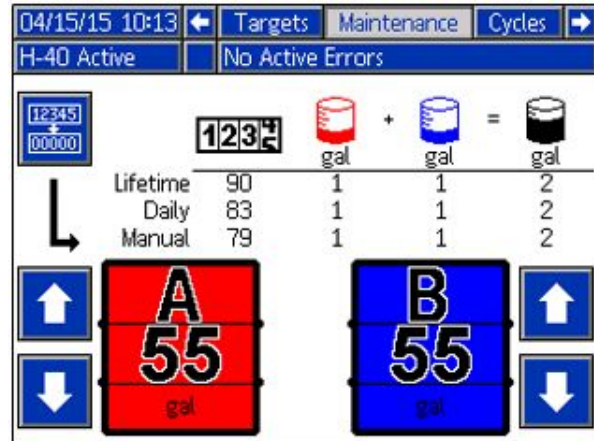 04/15/15 10:13 Targets Maintenance Cycles
H-40 Active No Active Errors
12345
00000
+ =
gal gal gal
Lifetime 90 1 1 2
Daily 83 1 1 2
Manual 79 1 1 2
A B
55 55
gal gal